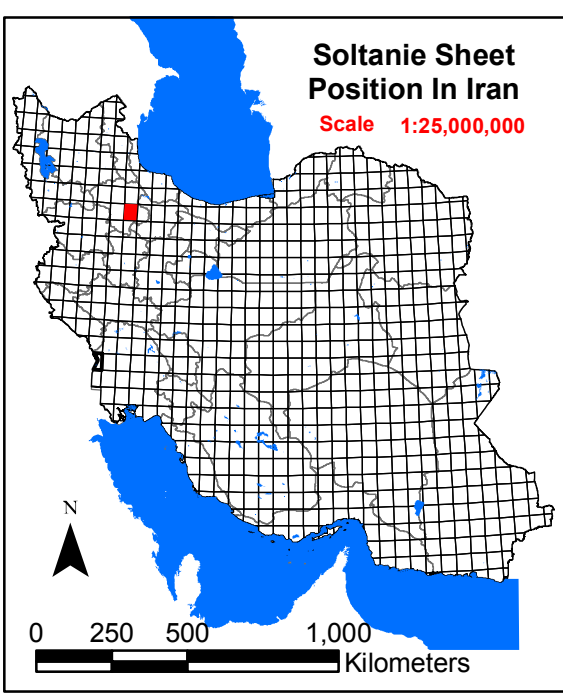 Soltanie Sheet
Position In Iran
Scale 1:25,000,000
N
0 250 500 1,000
Kilometers